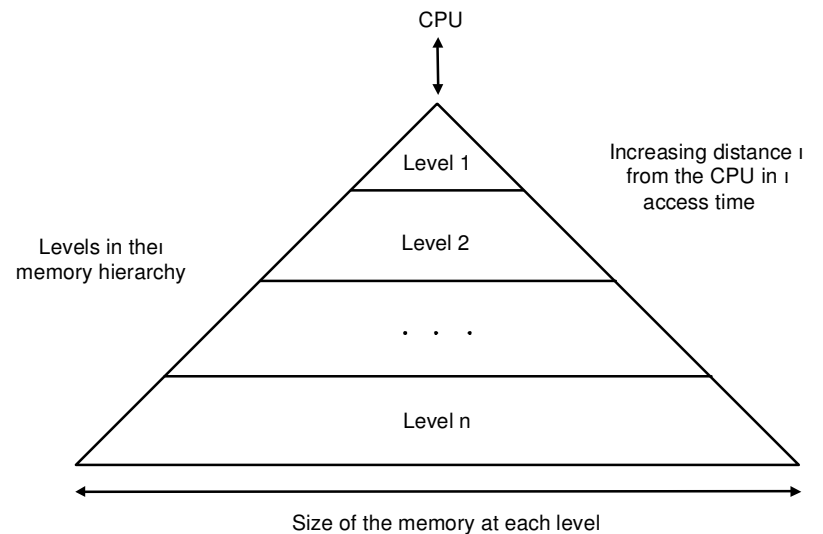 CPU
Level 1
Increasing distance ı
from the CPU in ı
access time
Level 2
Levels in theı
memory hierarchy
. . .
Level n
Size of the memory at each level